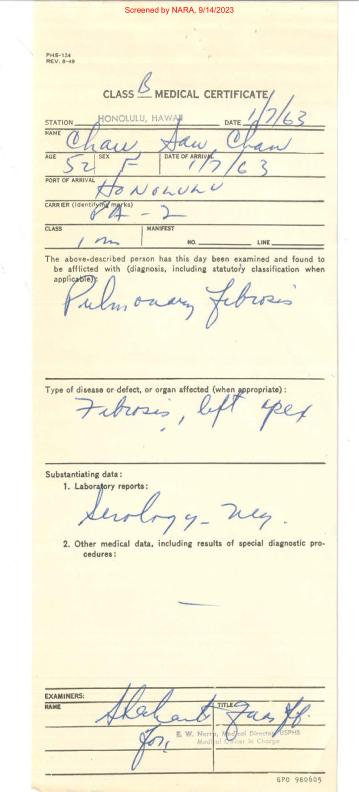 Screened by NARA, 9/14/2023
PHS-124
REV. 8-49
CLASS B MEDICAL CERTIFICATE
STATION HONOLULU, HAWAII DATE 1/7/63
NAME Chan Saw Chan
AGE 52 SEX F DATE OF ARRIVAL 1/7/63
PORT OF ARRIVAL HONOLULU
CARRIER (Identifying marks) PA-2
CLASS MANIFEST
NO. LINE
The above-described person has this day been examined and found to
be afflicted with (diagnosis, including statutory classification when
applicable):
Pulmonary fibrosis
Type of disease or defect, or organ affected (when appropriate):
Fibrosis, left apex
Substantiating data:
1. Laboratory reports:
Serology - neg.
2. Other medical data, including results of special diagnostic pro-
cedures:
EXAMINERS:
NAME TITLE
for,
E. W. Norris, Medical Director, USPHS
Medical Officer in Charge
GPO 980605